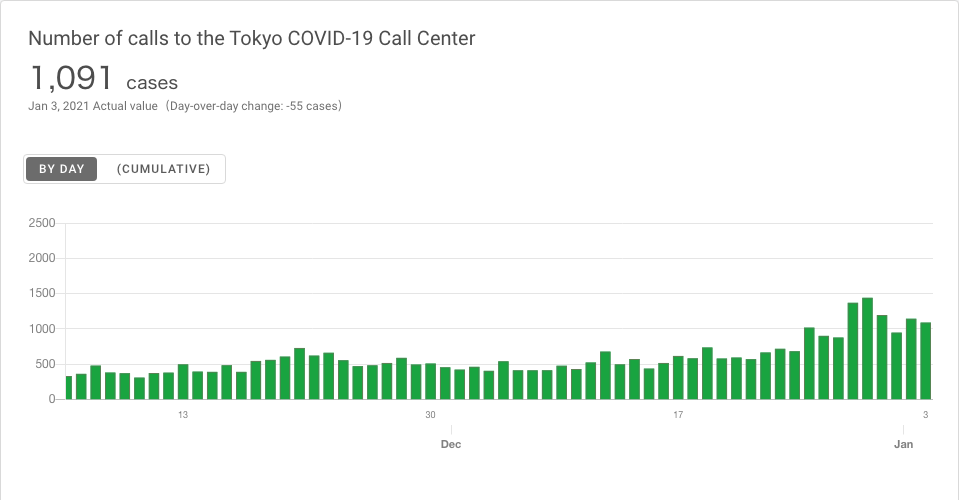 Number of calls to the Tokyo COVID-19 Call Center
1,091 cases
Jan 3, 2021 Actual value（Day-over-day change: -55 cases）
BY DAY (CUMULATIVE)
2500
2000
1500
1000
500
0
13 30 17 3
Dec Jan